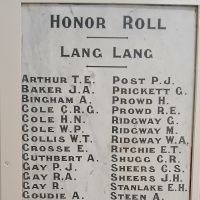 HONOR ROLL
LANG LANG
ARTHUR T.E.
BAKER J.A.
BINGHAM A.
COLE C.R.G.
COLE H.N.
COLE W.P.
COLLIS W.T.
CROSSE E.
CUTHBERT A.
GAY P.J.
GAY R.A.
GAY R.
GOUDIE A.
POST P.J.
PRICKETT G.
PROWD H.
PROWD R.E.
RIDGWAY G.
RIDGWAY M.
RIDGWAY W.A.
RITCHIE E.T.
SHUGG C.R.
SHEERS C.S.
SHEERS J.H.
STANLAKE E.H.
STEEN A.